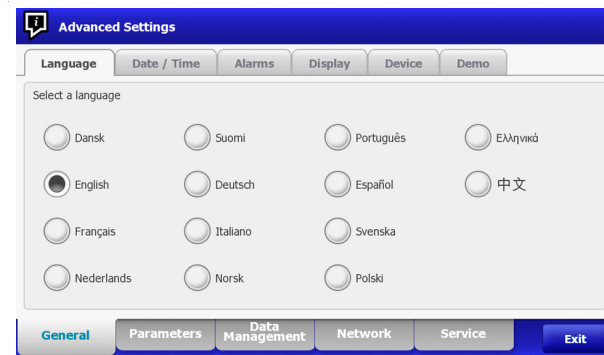 Advanced Settings
Language Date / Time Alarms Display Device Demo
Select a language
Dansk Suomi Português Ελληνικά
English Deutsch Español 中文
Français Italiano Svenska
Nederlands Norsk Polski
General Parameters Data Management Network Service Exit